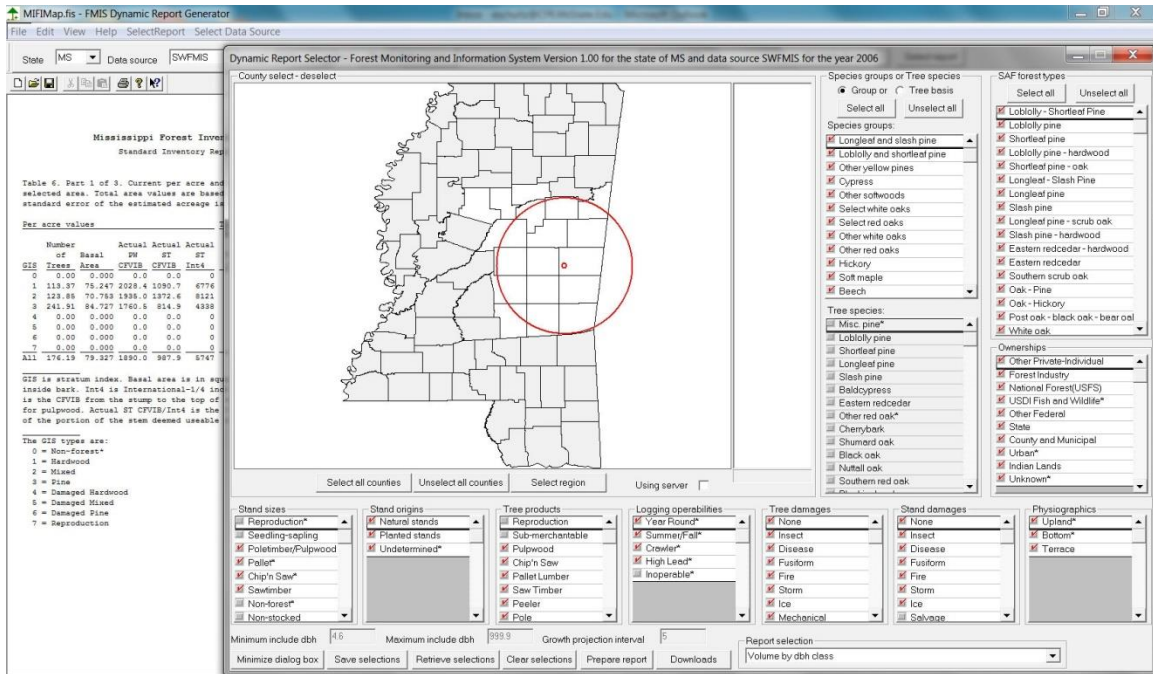 MIFIMap.fis - FMIS Dynamic Report Generator
File Edit View Help SelectReport Select Data Source
State MS Data source SWFMIS
Mississippi Forest Inver
Standard Inventory Rep
Table 6. Part 1 of 3. Current per acre and
selected area. Total area values are based
standard error of the estimated acreage is
Per acre values
Number Actual Actual Actual
of Basal PW ST ST
GIS Trees Area CFVIB CFVIB Int4
0 0.00 0.000 0.0 0.0 0
1 113.37 75.247 2028.4 1090.7 6776
2 123.85 70.753 1935.0 1372.6 8121
3 241.91 84.727 1760.5 814.9 4338
4 0.00 0.000 0.0 0.0 0
5 0.00 0.000 0.0 0.0 0
6 0.00 0.000 0.0 0.0 0
7 0.00 0.000 0.0 0.0 0
All 176.19 79.327 1890.0 987.9 5747
GIS is stratum index. Basal area is in squ
inside bark. Int4 is International-1/4 inc
is the CFVIB from the stump to the top of
for pulpwood. Actual ST CFVIB/Int4 is the
of the portion of the stem deemed useable
The GIS types are:
0 = Non-forest*
1 = Hardwood
2 = Mixed
3 = Pine
4 = Damaged Hardwood
5 = Damaged Mixed
6 = Damaged Pine
7 = Reproduction
Dynamic Report Selector - Forest Monitoring and Information System Version 1.00 for the state of MS and data source SWFMIS for the year 2006
County select - deselect
Select all counties Unselect all counties Select region Using server
Species groups or Tree species
Group or Tree basis
Select all Unselect all
Species groups:
Longleaf and slash pine
Loblolly and shortleaf pine
Other yellow pines
Cypress
Other softwoods
Select white oaks
Select red oaks
Other white oaks
Other red oaks
Hickory
Soft maple
Beech
Tree species:
Misc. pine*
Loblolly pine
Shortleaf pine
Longleaf pine
Slash pine
Baldcypress
Eastern redcedar
Other red oak*
Cherrybark
Shumard oak
Black oak
Nuttall oak
Southern red oak
SAF forest types
Select all Unselect all
Loblolly - Shortleaf Pine
Loblolly pine
Shortleaf pine
Loblolly pine - hardwood
Shortleaf pine - oak
Longleaf - Slash Pine
Longleaf pine
Slash pine
Longleaf pine - scrub oak
Slash pine - hardwood
Eastern redcedar - hardwood
Eastern redcedar
Southern scrub oak
Oak - Pine
Oak - Hickory
Post oak - black oak - bear oal
White oak
Ownerships
Other Private-Individual
Forest Industry
National Forest(USFS)
USDI Fish and Wildlife*
Other Federal
State
County and Municipal
Urban*
Indian Lands
Unknown*
Stand sizes
Reproduction*
Seedling-sapling
Poletimber/Pulpwood
Pallet*
Chip'n Saw*
Sawtimber
Non-forest*
Non-stocked
Stand origins
Natural stands
Planted stands
Undetermined*
Tree products
Reproduction
Sub-merchantable
Pulpwood
Chip'n Saw
Pallet Lumber
Saw Timber
Peeler
Pole
Logging operabilities
Year Round*
Summer/Fall*
Crawler*
High Lead*
Inoperable*
Tree damages
None
Insect
Disease
Fusiform
Fire
Storm
Ice
Mechanical
Stand damages
None
Insect
Disease
Fusiform
Fire
Storm
Ice
Salvage
Physiographics
Upland*
Bottom*
Terrace
Minimum include dbh 4.6 Maximum include dbh 999.9 Growth projection interval 5
Minimize dialog box Save selections Retrieve selections Clear selections Prepare report Downloads
Report selection
Volume by dbh class